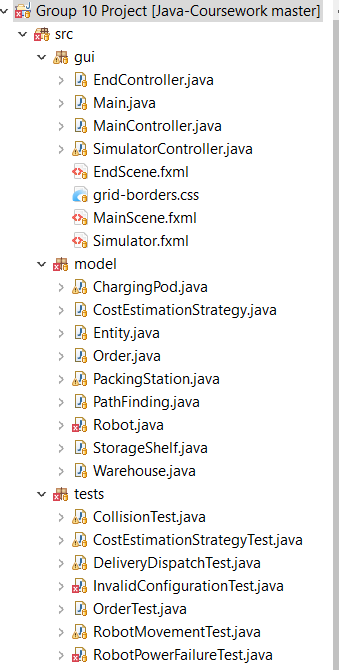 Group 10 Project [Java-Coursework master]
src
gui
EndController.java
Main.java
MainController.java
SimulatorController.java
EndScene.fxml
grid-borders.css
MainScene.fxml
Simulator.fxml
model
ChargingPod.java
CostEstimationStrategy.java
Entity.java
Order.java
PackingStation.java
PathFinding.java
Robot.java
StorageShelf.java
Warehouse.java
tests
CollisionTest.java
CostEstimationStrategyTest.java
DeliveryDispatchTest.java
InvalidConfigurationTest.java
OrderTest.java
RobotMovementTest.java
RobotPowerFailureTest.java